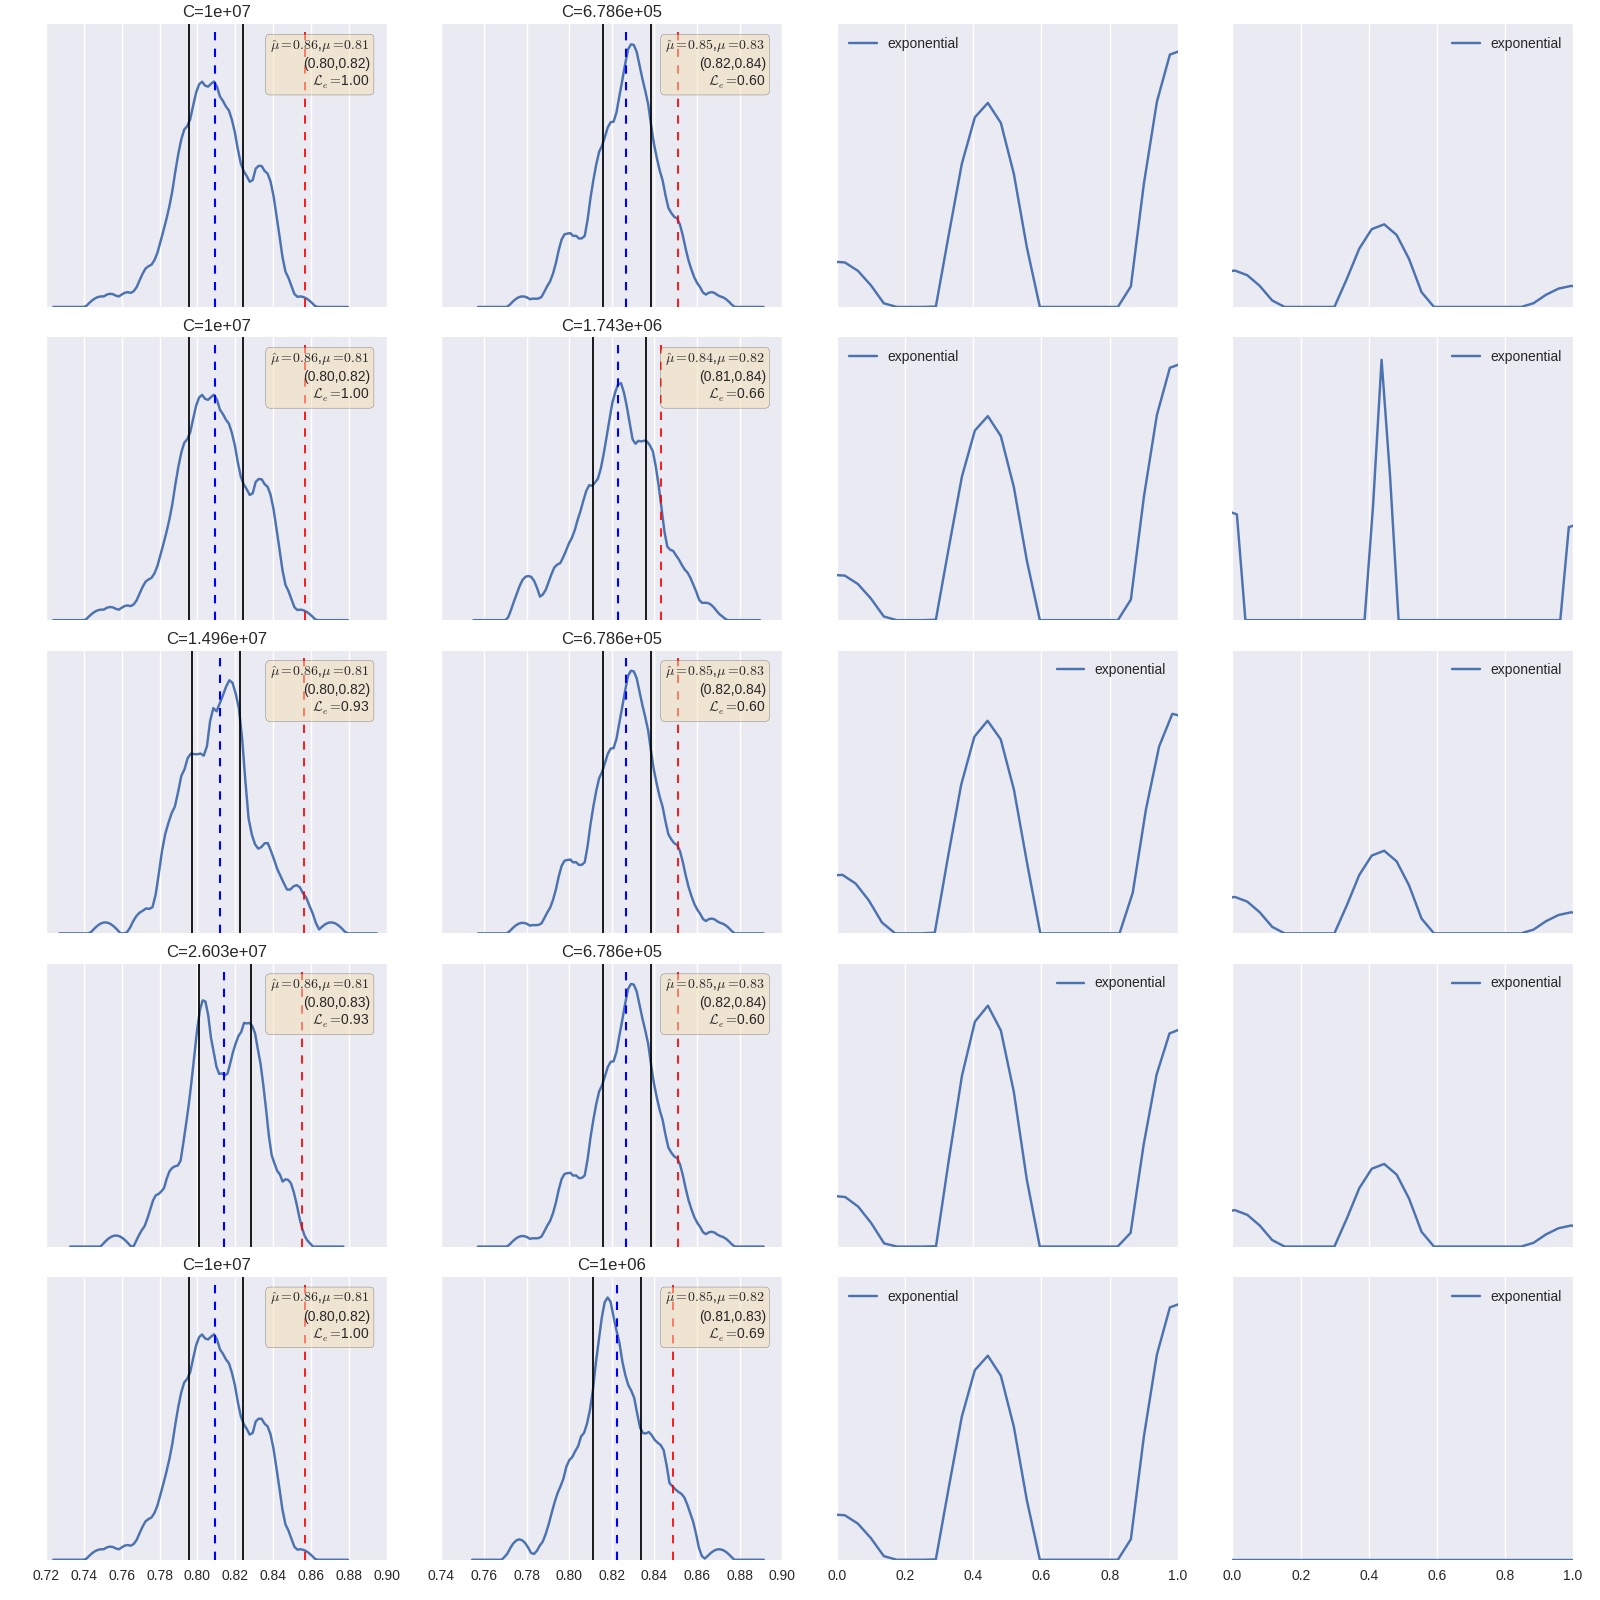 C=1e+07
C=6.786e+05
μ̂=0.86,μ=0.81
(0.80,0.82)
ℒₑ=1.00
μ̂=0.85,μ=0.83
(0.82,0.84)
ℒₑ=0.60
exponential
exponential
C=1e+07
C=1.743e+06
μ̂=0.86,μ=0.81
(0.80,0.82)
ℒₑ=1.00
μ̂=0.84,μ=0.82
(0.81,0.84)
ℒₑ=0.66
exponential
exponential
C=1.496e+07
C=6.786e+05
μ̂=0.86,μ=0.81
(0.80,0.82)
ℒₑ=0.93
μ̂=0.85,μ=0.83
(0.82,0.84)
ℒₑ=0.60
exponential
exponential
C=2.603e+07
C=6.786e+05
μ̂=0.86,μ=0.81
(0.80,0.83)
ℒₑ=0.93
μ̂=0.85,μ=0.83
(0.82,0.84)
ℒₑ=0.60
exponential
exponential
C=1e+07
C=1e+06
μ̂=0.86,μ=0.81
(0.80,0.82)
ℒₑ=1.00
μ̂=0.85,μ=0.82
(0.81,0.83)
ℒₑ=0.69
exponential
exponential
0.72 0.74 0.76 0.78 0.80 0.82 0.84 0.86 0.88 0.90
0.74 0.76 0.78 0.80 0.82 0.84 0.86 0.88 0.90
0.0 0.2 0.4 0.6 0.8 1.0
0.0 0.2 0.4 0.6 0.8 1.0